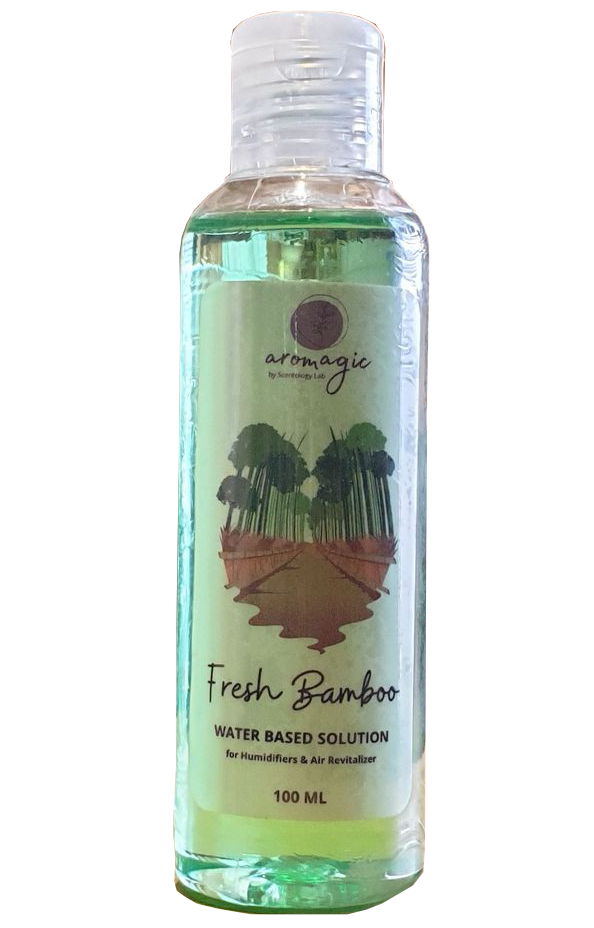 aromagic
by Scentology Lab
Fresh Bamboo
WATER BASED SOLUTION
for Humidifiers & Air Revitalizer
100 ML